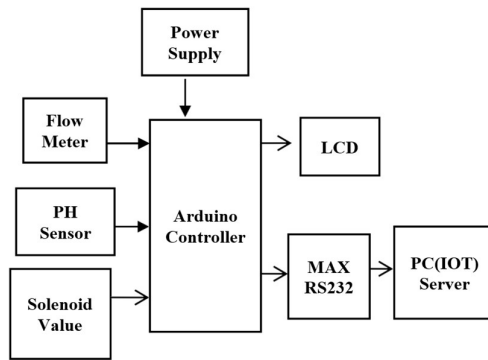 Power
Supply
Flow
Meter
LCD
PH
Sensor
Arduino
Controller
MAX
RS232
PC(IOT)
Server
Solenoid
Value